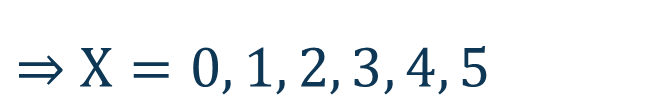 ⇒ X = 0, 1, 2, 3, 4, 5